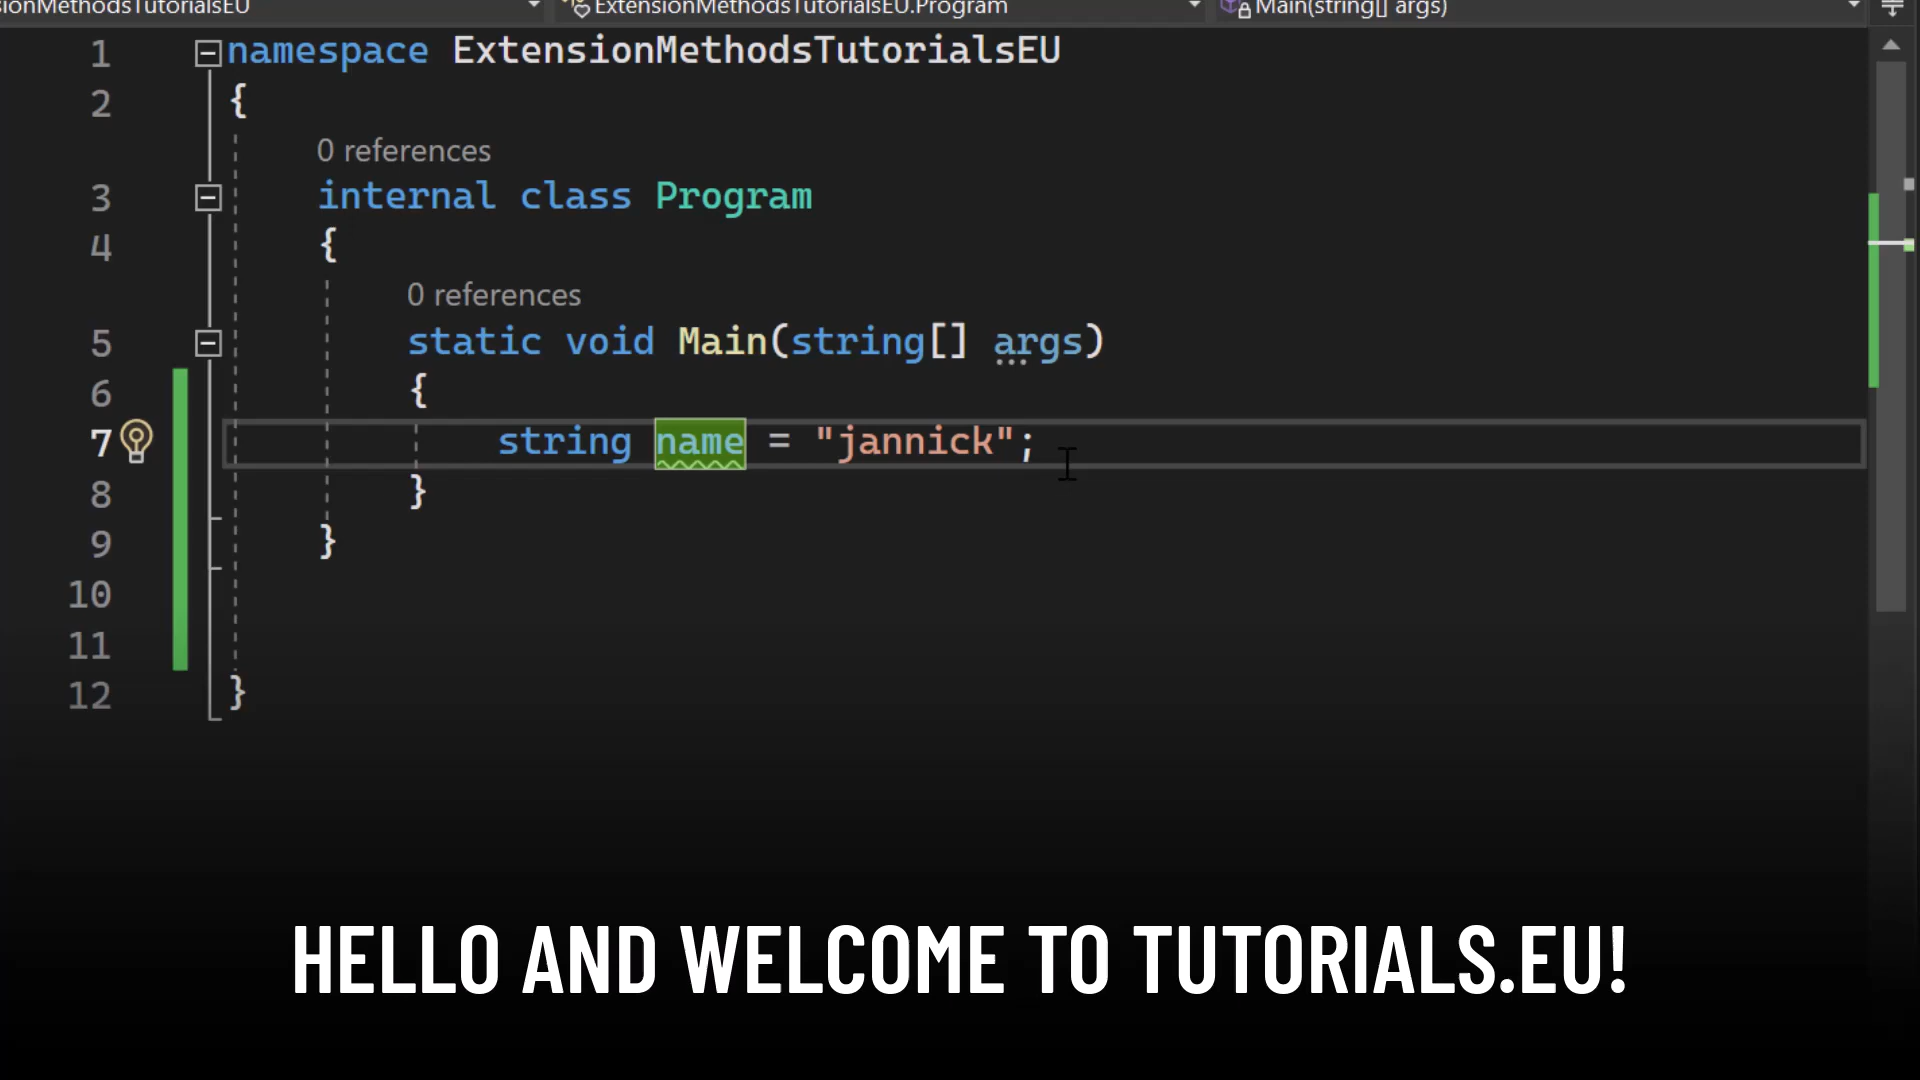 ionMethodsTutorialsEU ExtensionMethodsTutorialsEU.Program Main(string[] args)
1 namespace ExtensionMethodsTutorialsEU
2 {
0 references
3 internal class Program
4 {
0 references
5 static void Main(string[] args)
6 {
7 string name = "jannick";
8 }
9 }
10
11
12 }
HELLO AND WELCOME TO TUTORIALS.EU!